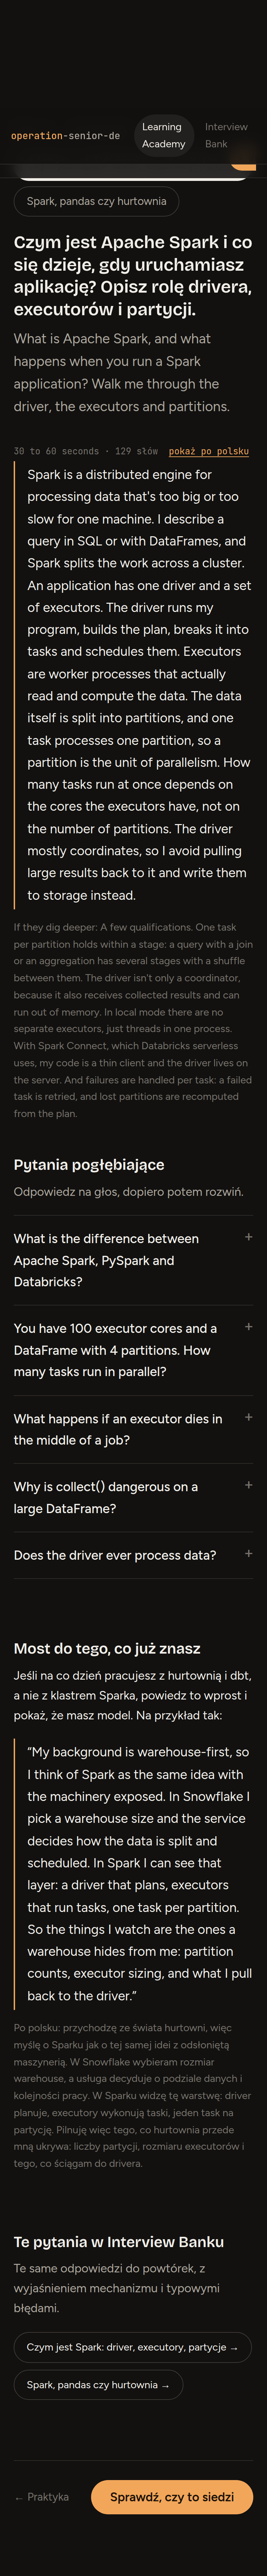 operation-senior-de
Learning
Academy
Interview
Bank
Spark, pandas czy hurtownia
Czym jest Apache Spark i co
się dzieje, gdy uruchamiasz
aplikację? Opisz rolę drivera,
executorów i partycji.
What is Apache Spark, and what
happens when you run a Spark
application? Walk me through the
driver, the executors and partitions.
30 to 60 seconds · 129 słów pokaż po polsku
Spark is a distributed engine for
processing data that's too big or too
slow for one machine. I describe a
query in SQL or with DataFrames, and
Spark splits the work across a cluster.
An application has one driver and a set
of executors. The driver runs my
program, builds the plan, breaks it into
tasks and schedules them. Executors
are worker processes that actually
read and compute the data. The data
itself is split into partitions, and one
task processes one partition, so a
partition is the unit of parallelism. How
many tasks run at once depends on
the cores the executors have, not on
the number of partitions. The driver
mostly coordinates, so I avoid pulling
large results back to it and write them
to storage instead.
If they dig deeper: A few qualifications. One task
per partition holds within a stage: a query with a join
or an aggregation has several stages with a shuffle
between them. The driver isn't only a coordinator,
because it also receives collected results and can
run out of memory. In local mode there are no
separate executors, just threads in one process.
With Spark Connect, which Databricks serverless
uses, my code is a thin client and the driver lives on
the server. And failures are handled per task: a failed
task is retried, and lost partitions are recomputed
from the plan.
Pytania pogłębiające
Odpowiedz na głos, dopiero potem rozwiń.
What is the difference between
Apache Spark, PySpark and
Databricks?
+
You have 100 executor cores and a
DataFrame with 4 partitions. How
many tasks run in parallel?
+
What happens if an executor dies in
the middle of a job?
+
Why is collect() dangerous on a
large DataFrame?
+
Does the driver ever process data?
+
Most do tego, co już znasz
Jeśli na co dzień pracujesz z hurtownią i dbt,
a nie z klastrem Sparka, powiedz to wprost i
pokaż, że masz model. Na przykład tak:
“My background is warehouse-first, so
I think of Spark as the same idea with
the machinery exposed. In Snowflake I
pick a warehouse size and the service
decides how the data is split and
scheduled. In Spark I can see that
layer: a driver that plans, executors
that run tasks, one task per partition.
So the things I watch are the ones a
warehouse hides from me: partition
counts, executor sizing, and what I pull
back to the driver.”
Po polsku: przychodzę ze świata hurtowni, więc
myślę o Sparku jak o tej samej idei z odsłoniętą
maszynerią. W Snowflake wybieram rozmiar
warehouse, a usługa decyduje o podziale danych i
kolejności pracy. W Sparku widzę tę warstwę: driver
planuje, executory wykonują taski, jeden task na
partycję. Pilnuję więc tego, co hurtownia przede
mną ukrywa: liczby partycji, rozmiaru executorów i
tego, co ściągam do drivera.
Te pytania w Interview Banku
Te same odpowiedzi do powtórek, z
wyjaśnieniem mechanizmu i typowymi
błędami.
Czym jest Spark: driver, executory, partycje →
Spark, pandas czy hurtownia →
← Praktyka
Sprawdź, czy to siedzi